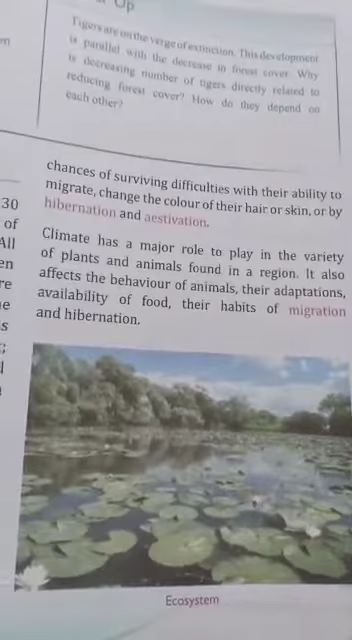 Up
Tigers are on the verge of extinction. This development
is parallel with the decrease in forest cover. Why
is decreasing number of tigers directly related to
reducing forest cover? How do they depend on
each other?
chances of surviving difficulties with their ability to
migrate, change the colour of their hair or skin, or by
hibernation and aestivation.
Climate has a major role to play in the variety
of plants and animals found in a region. It also
affects the behaviour of animals, their adaptations,
availability of food, their habits of migration
and hibernation.
30
of
All
Ecosystem